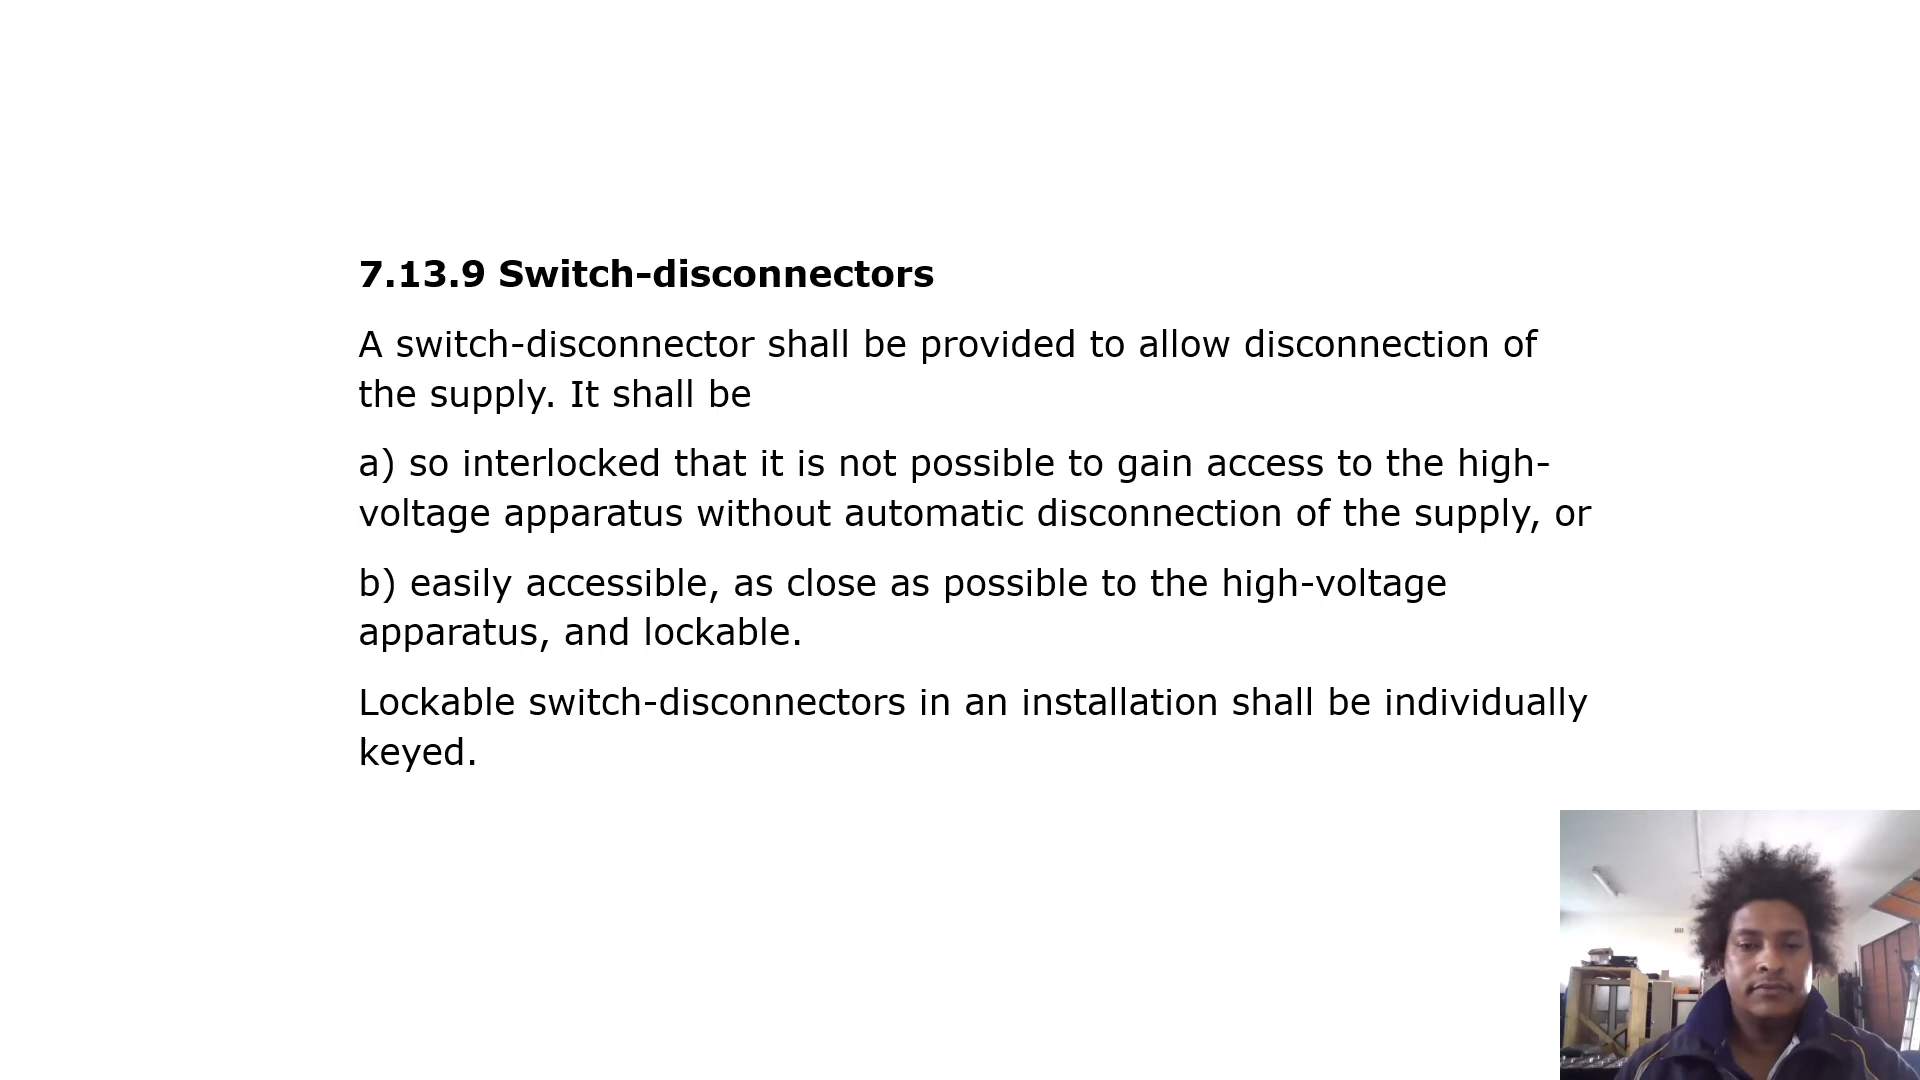 7.13.9 Switch-disconnectors
A switch-disconnector shall be provided to allow disconnection of
the supply. It shall be
a) so interlocked that it is not possible to gain access to the high-
voltage apparatus without automatic disconnection of the supply, or
b) easily accessible, as close as possible to the high-voltage
apparatus, and lockable.
Lockable switch-disconnectors in an installation shall be individually
keyed.